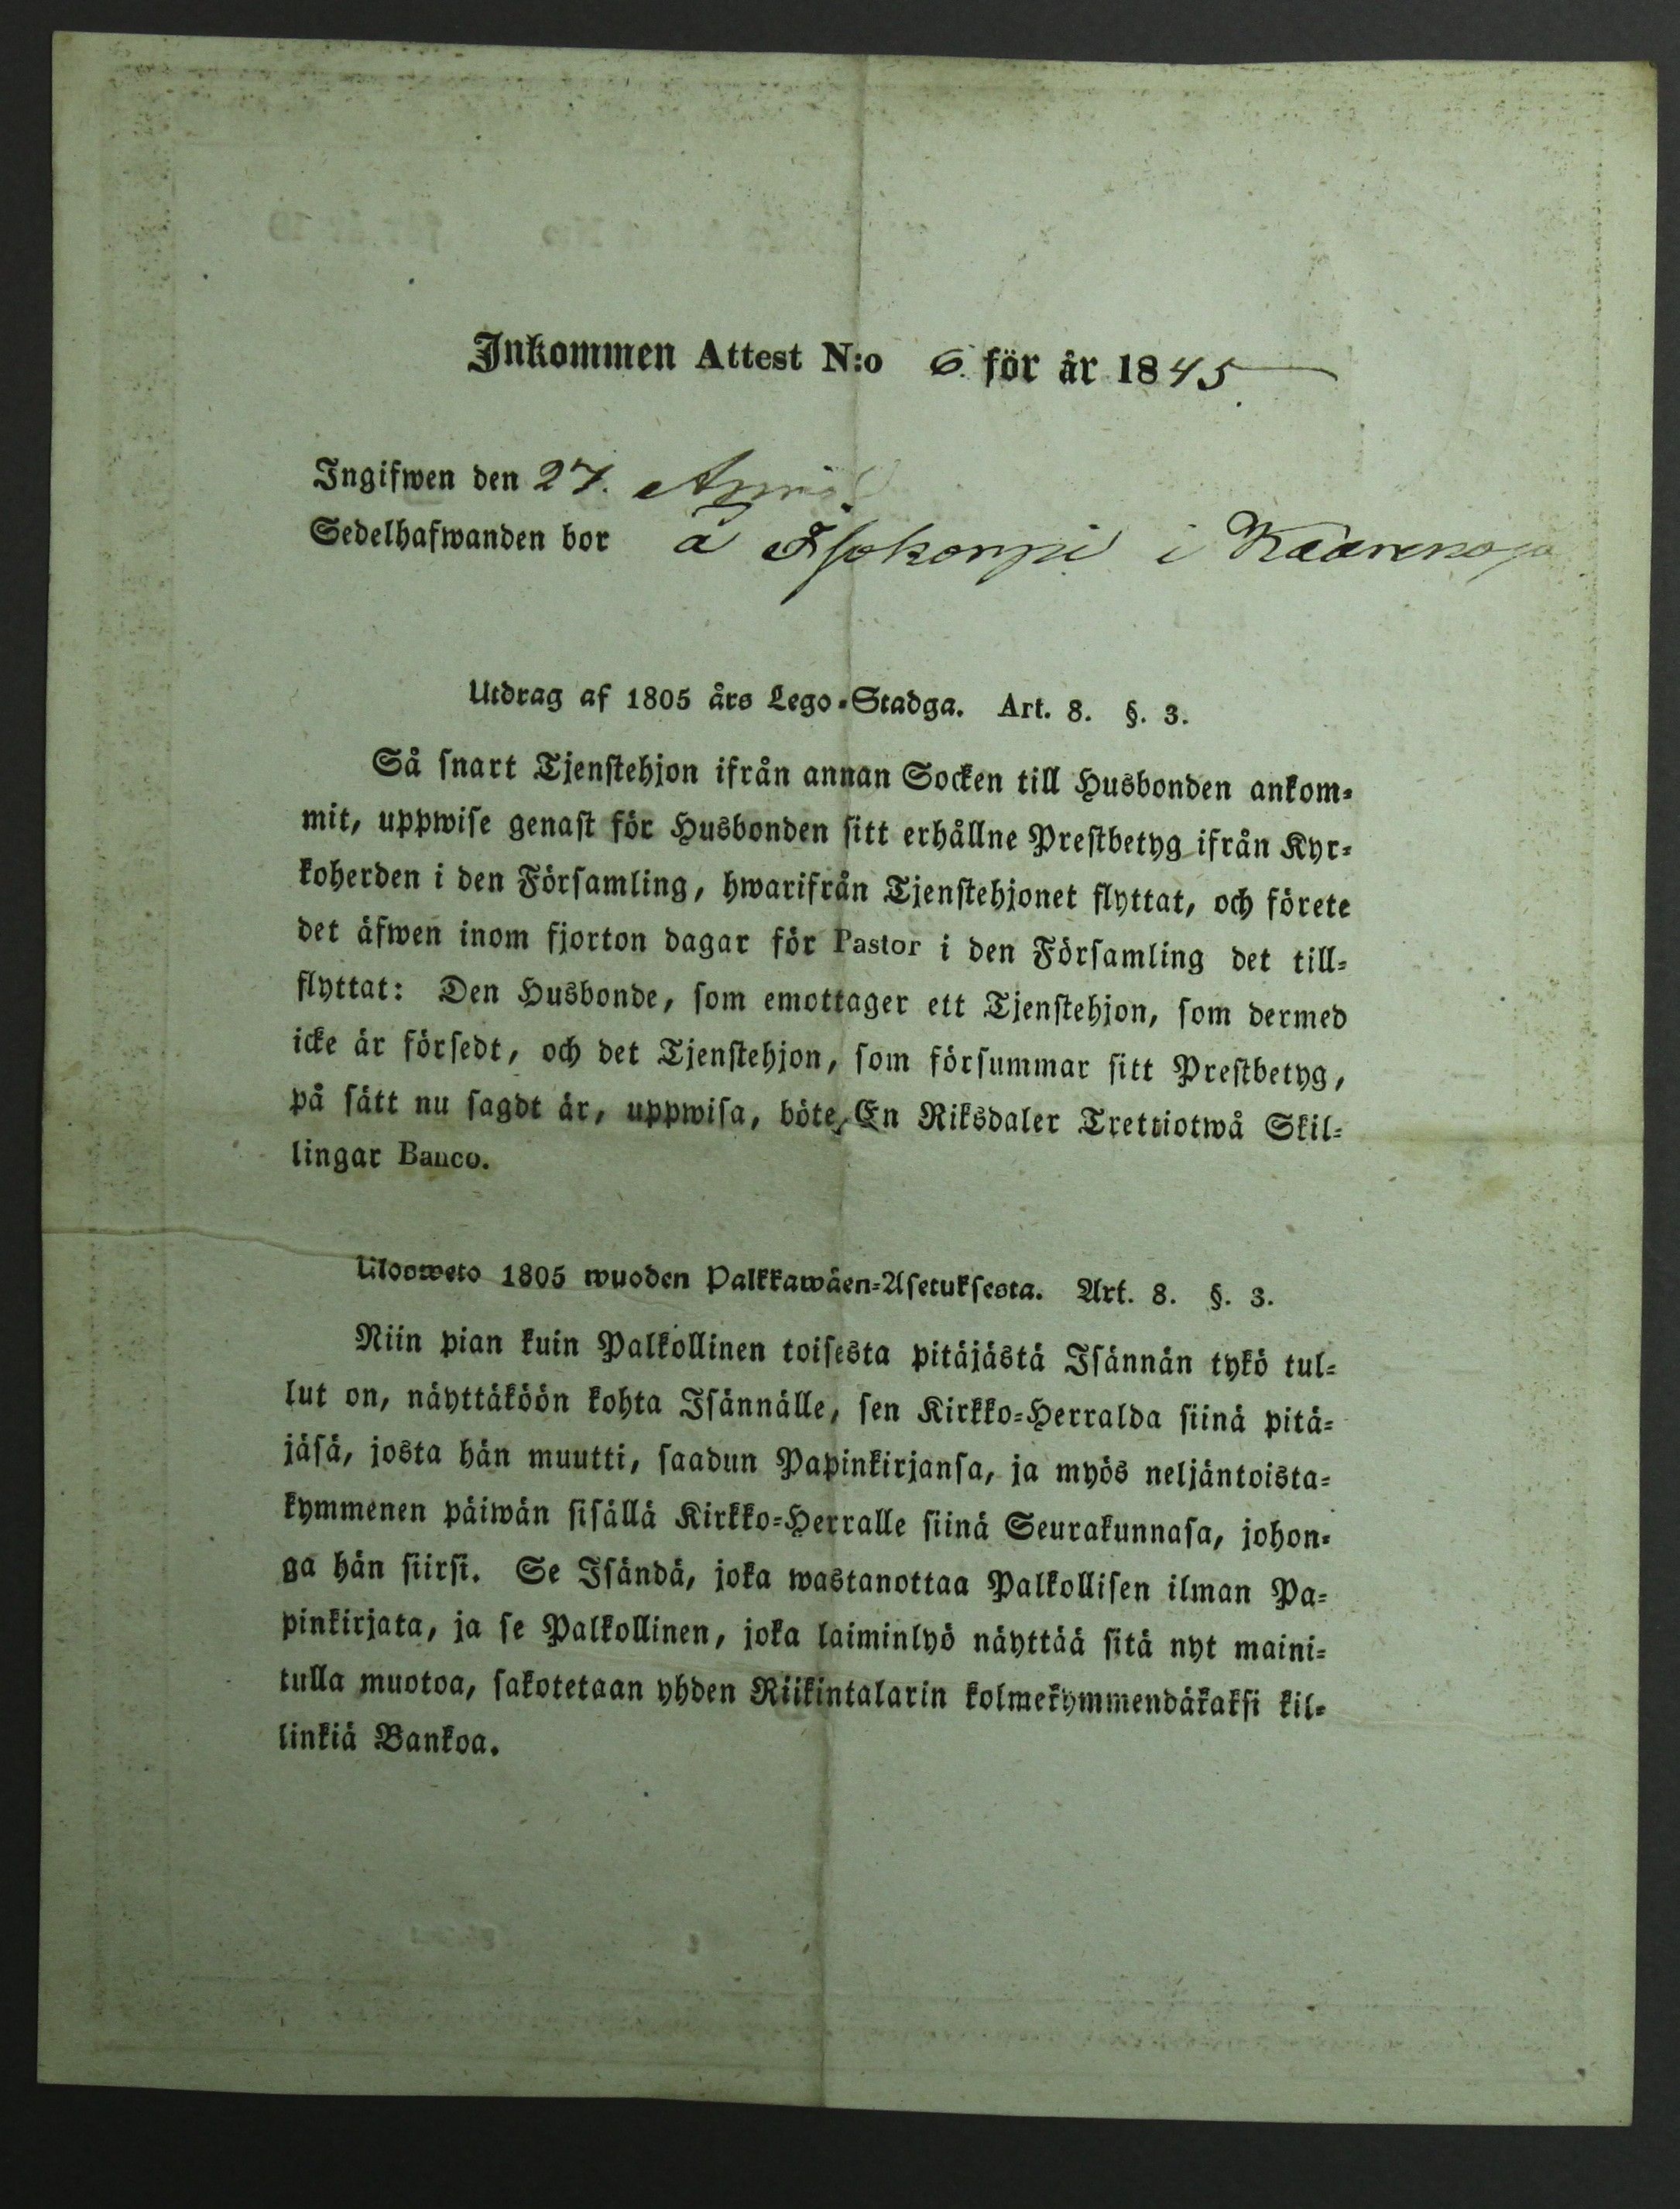 Inkommen Attest N:o 6. för år 1845
Ingifwen den 27. April
Sedelhafwanden bor å Isokorpi i
Utdrag af 1805 års Lego-Stadga. Art. 8. §. 3.
Så snart Tjenstehjon ifrån annan Socken till Husbonden ankom-
mit, uppwise genast för Husbonden sitt erhållne Prestbetyg ifrån Kyr-
koherden i den Församling, hwarifrån Tjenstehjonet flyttat, och förete
det äfwen inom fjorton dagar för Pastor i den Församling det till-
flyttat: Den Husbonde, som emottager ett Tjenstehjon, som dermed
icke är försedt, och det Tjenstehjon, som försummar sitt Prestbetyg,
på sätt nu sagdt är, uppwisa, böte, En Riksdaler Trettiotwå Skil-
lingar Banco.
Uloosweto 1805 wuoden Palkkawäen-Asetuksesta. Art. 8. §. 3.
Niin pian kuin Palkollinen toisesta pitäjästä Isännän tykö tul-
lut on, näyttäköön kohta Isännälle, sen Kirkko-Herralda siinä pitä-
jäsä, josta hän muutti, saadun Papinkirjansa, ja myös neljäntoista-
kymmenen päiwän sisällä Kirkko-Herralle siinä Seurakunnasa, johon-
ga hän siirsi. Se Isändä, joka wastanottaa Palkollisen ilman Pa-
pinkirjata, ja se Palkollinen, joka laiminlyö näyttää sitä nyt maini-
tulla muotoa, sakotetaan yhden Riikintalarin kolmekymmendäkaksi kil-
linkiä Bankoa.